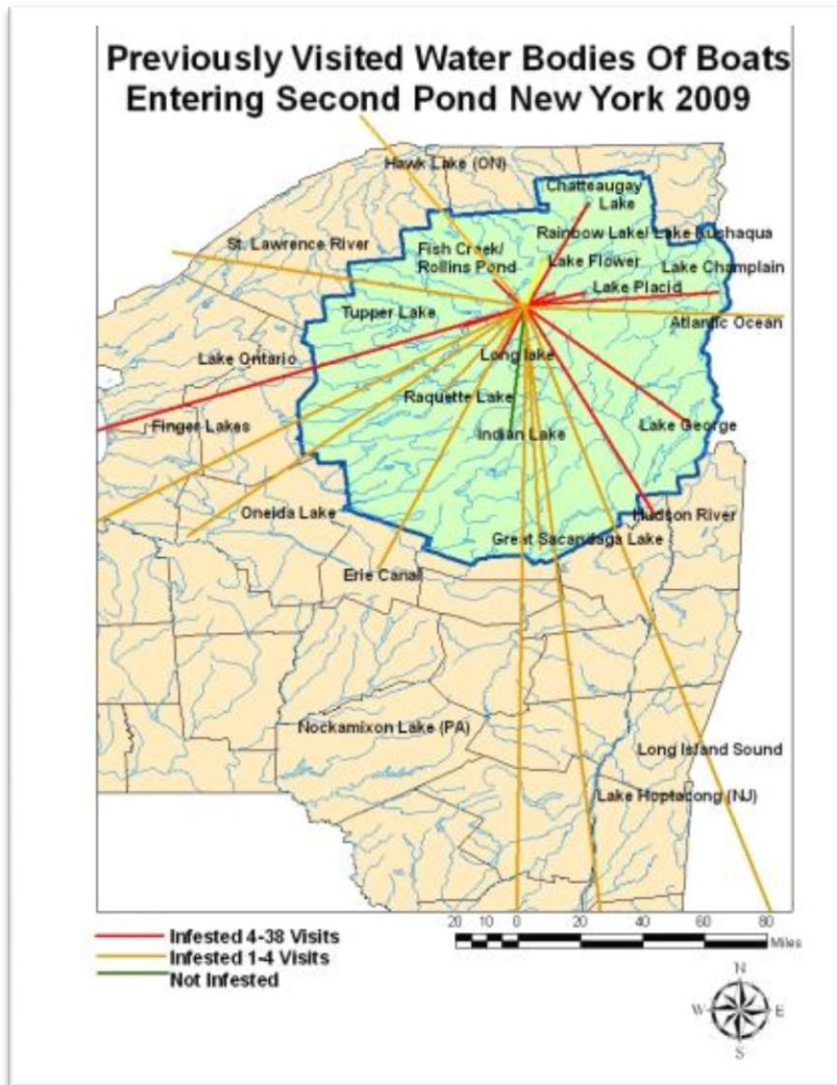 Previously Visited Water Bodies Of Boats
Entering Second Pond New York 2009
Hawk Lake (ON)
Chatteaugay
Lake
Rainbow Lake/ Lake Kushaqua
St. Lawrence River
Fish Creek/
Rollins Pond
Lake Flower
Lake Champlain
Lake Placid
Tupper Lake
Atlantic Ocean
Lake Ontario
Long lake
Raquette Lake
Finger Lakes
Indian Lake
Lake George
Oneida Lake
Hudson River
Great Sacandaga Lake
Erie Canal
Nockamixon Lake (PA)
Long Island Sound
Lake Hoptacong (NJ)
Infested 4-38 Visits
Infested 1-4 Visits
Not Infested
20 10 0 20 40 60 80
Miles
N
W E
S